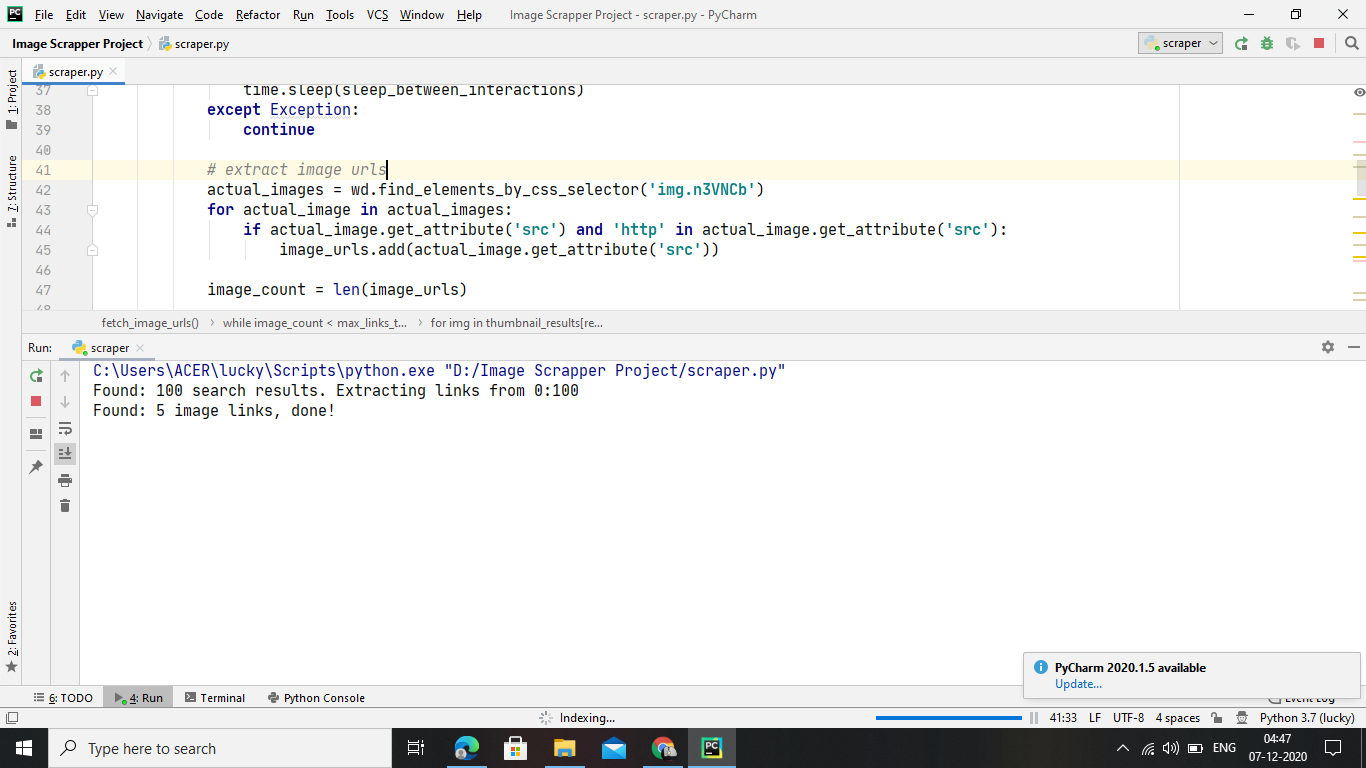 PC File Edit View Navigate Code Refactor Run Tools VCS Window Help Image Scrapper Project - scraper.py - PyCharm
Image Scrapper Project scraper.py scraper
1: Project
7: Structure
2: Favorites
scraper.py
37 time.sleep(sleep_between_interactions)
38 except Exception:
39 continue
40
41 # extract image urls
42 actual_images = wd.find_elements_by_css_selector('img.n3VNCb')
43 for actual_image in actual_images:
44 if actual_image.get_attribute('src') and 'http' in actual_image.get_attribute('src'):
45 image_urls.add(actual_image.get_attribute('src'))
46
47 image_count = len(image_urls)
48
fetch_image_urls() while image_count < max_links_t... for img in thumbnail_results[re...
Run: scraper
C:\Users\ACER\lucky\Scripts\python.exe "D:/Image Scrapper Project/scraper.py"
Found: 100 search results. Extracting links from 0:100
Found: 5 image links, done!
PyCharm 2020.1.5 available
Update...
6: TODO 4: Run Terminal Python Console Event Log
Indexing... 41:33 LF UTF-8 4 spaces Python 3.7 (lucky)
Type here to search PC ENG 04:47
07-12-2020